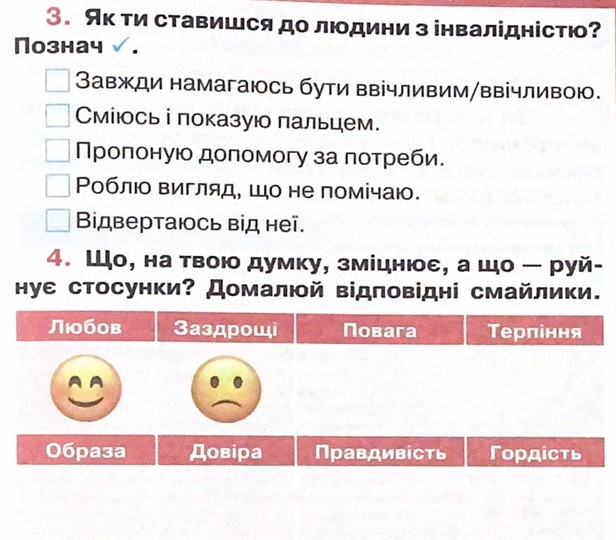 3. Як ти ставишся до людини з інвалідністю?
Познач ✓.
Завжди намагаюсь бути ввічливим/ввічливою.
Сміюсь і показую пальцем.
Пропоную допомогу за потреби.
Роблю вигляд, що не помічаю.
Відвертаюсь від неї.
4. Що, на твою думку, зміцнює, а що — руй-
нує стосунки? Домалюй відповідні смайлики.
Любов Заздрощі Повага Терпіння
Образа Довіра Правдивість Гордість